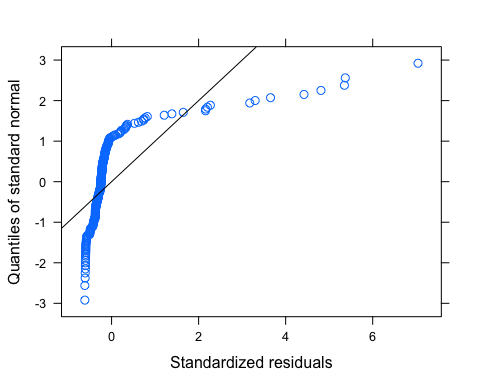 3
2
1
0
-1
-2
-3
Quantiles of standard normal
0 2 4 6
Standardized residuals